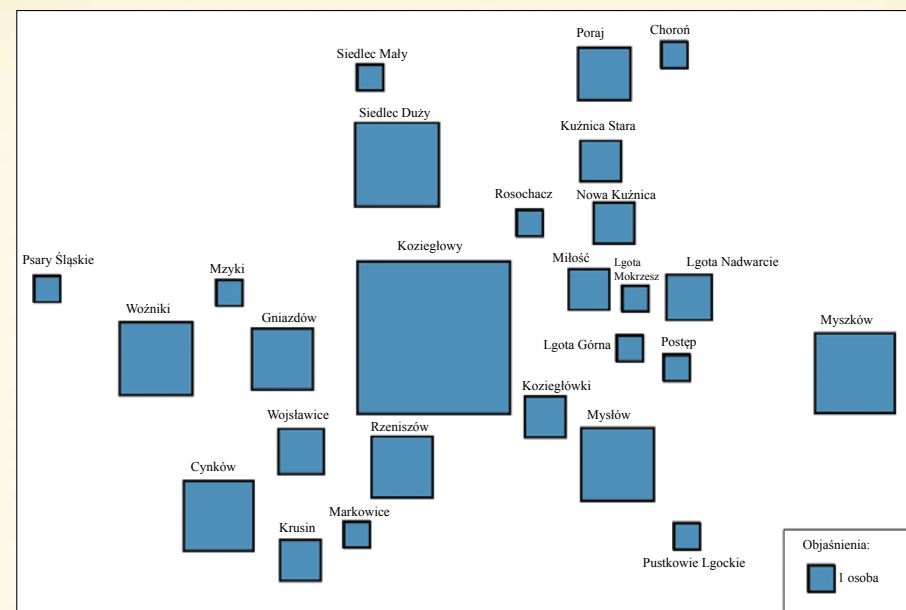 Poraj
Choroń
Siedlec Mały
Siedlec Duży
Kuźnica Stara
Rosochacz
Nowa Kuźnica
Koziegłowy
Psary Śląskie
Mzyki
Miłość
Lgota
Mokrzesz
Lgota Nadwarcie
Woźniki
Gniazdów
Myszków
Lgota Górna
Postęp
Koziegłówki
Wojsławice
Rzeniszów
Mysłów
Cynków
Markowice
Krusin
Pustkowie Lgockie
Objaśnienia:
1 osoba